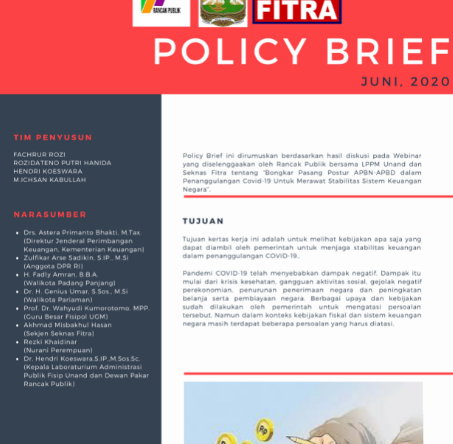 RANCAN PUBLIK
FITRA
POLICY BRIEF
JUNI, 2020
TIM PENYUSUN
FACHRUR ROZI
ROZIDATENO PUTRI HANIDA
HENDRI KOESWARA
M.ICHSAN KABULLAH
NARASUMBER
Drs. Astera Primanto Bhakti, M.Tax.
(Direktur Jenderal Perimbangan
Keuangan, Kementerian Keuangan)
Zulfikar Arse Sadikin, S.IP., M.Si
(Anggota DPR RI)
H. Fadly Amran, B.B.A.
(Walikota Padang Panjang)
Dr. H. Genius Umar, S.Sos., M.Si
(Walikota Pariaman)
Prof. Dr. Wahyudi Kumorotomo, MPP.
(Guru Besar Fisipol UGM)
Akhmad Misbakhul Hasan
(Sekjen Seknas Fitra)
Rezki Khaidinar
(Nurani Perempuan)
Dr. Hendri Koeswara,S.IP.,M.Sos.Sc.
(Kepala Laboraturium Administrasi
Publik Fisip Unand dan Dewan Pakar
Rancak Publik)
Policy Brief ini dirumuskan berdasarkan hasil diskusi pada Webinar
yang diselenggaakan oleh Rancak Publik bersama LPPM Unand dan
Seknas Fitra tentang "Bongkar Pasang Postur APBN-APBD dalam
Penanggulangan Covid-19 Untuk Merawat Stabilitas Sistem Keuangan
Negara".
TUJUAN
Tujuan kertas kerja ini adalah untuk melihat kebijakan apa saja yang
dapat diambil oleh pemerintah untuk menjaga stabilitas keuangan
dalam penanggulangan COVID-19.
Pandemi COVID-19 telah menyebabkan dampak negatif. Dampak itu
mulai dari krisis kesehatan, gangguan aktivitas sosial, gejolak negatif
perekonomian, penurunan penerimaan negara dan peningkatan
belanja serta pembiayaan negara. Berbagai upaya dan kebijakan
sudah dilakukan oleh pemerintah untuk mengatasi persoalan
tersebut. Namun dalam konteks kebijakan fiskal dan sistem keuangan
negara masih terdapat beberapa persoalan yang harus diatasi.
Rp
Rp